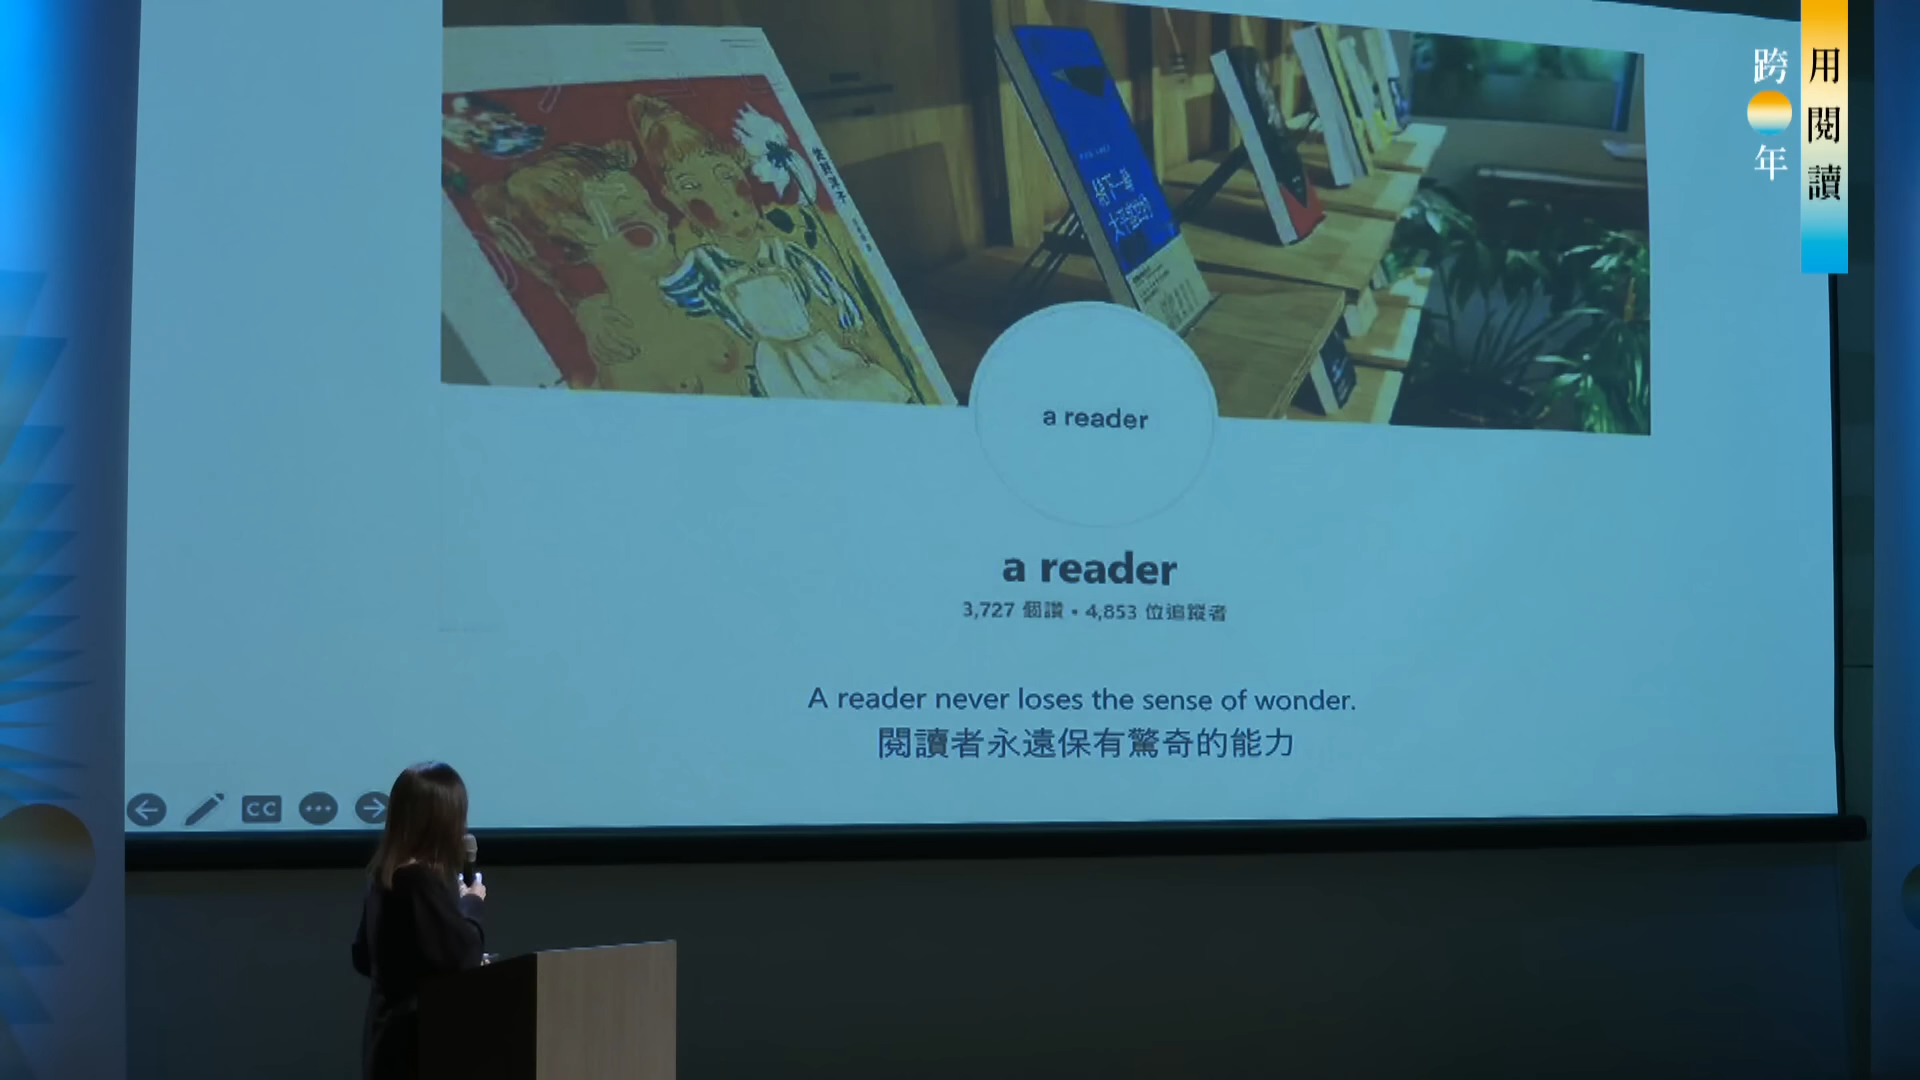 用閱讀
跨年
a reader
a reader
3,727 個讚 • 4,853 位追蹤者
A reader never loses the sense of wonder.
閱讀者永遠保有驚奇的能力
CC